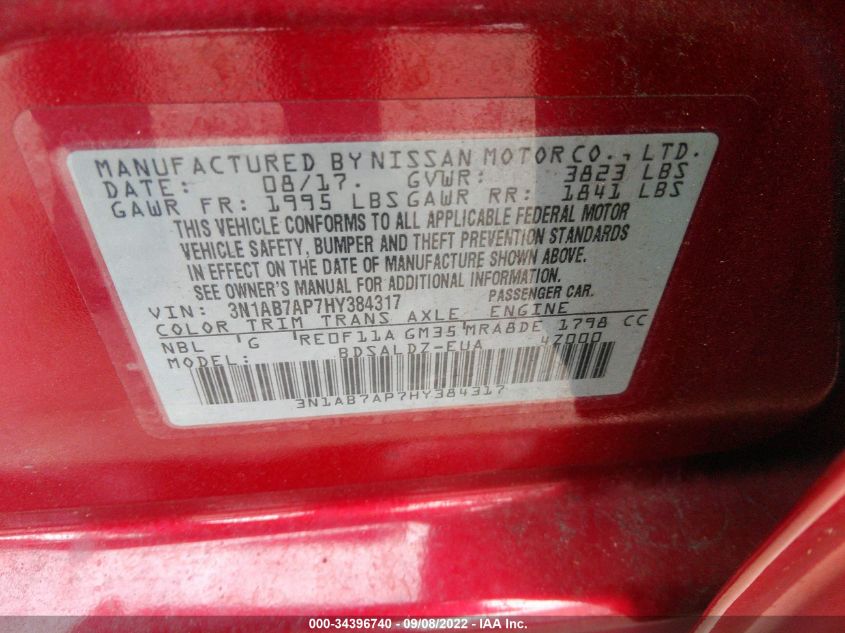 MANUFACTURED BY NISSAN MOTOR CO., LTD.
DATE: 08/17. GVWR: 3823 LBS
GAWR FR: 1995 LBS GAWR RR: 1841 LBS
THIS VEHICLE CONFORMS TO ALL APPLICABLE FEDERAL MOTOR
VEHICLE SAFETY, BUMPER AND THEFT PREVENTION STANDARDS
IN EFFECT ON THE DATE OF MANUFACTURE SHOWN ABOVE.
SEE OWNER'S MANUAL FOR ADDITIONAL INFORMATION.
VIN: 3N1AB7AP7HY384317 PASSENGER CAR.
COLOR TRIM TRANS AXLE ENGINE
NBL G RE0F11A GM35 MRA8DE 1798 CC
MODEL: BDSALDZ-EUA 4Z000
3N1AB7AP7HY384317
000-34396740 - 09/08/2022 - IAA Inc.